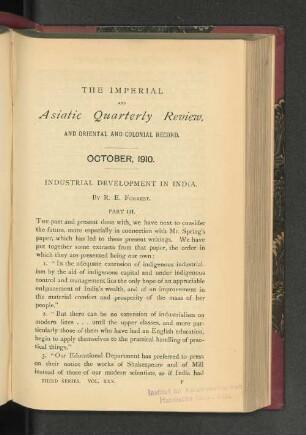 THE IMPERIAL
AND
Asiatic Quarterly Review,
AND ORIENTAL AND COLONIAL RECORD.
OCTOBER, 1910.
INDUSTRIAL DEVELOPMENT IN INDIA.
BY R. E. FORREST.
PART III.
THE past and present done with, we have next to consider
the future, more especially in connection with Mr. Spring's
paper, which has led to these present writings. We have
put together some extracts from that paper, the order in
which they are presented being our own:
1. "In the adequate extension of indigenous industrial-
ism by the aid of indigenous capital and under indigenous
control and management lies the only hope of an appreciable
enhancement of India's wealth, and of an improvement in
the material comfort and prosperity of the mass of her
people."
2. "But there can be no extension of industrialism on
modern lines . . . until the upper classes, and more par-
ticularly those of them who have had an English education,
begin to apply themselves to the practical handling of practi-
cal things."
3. "Our Educational Department has preferred to press
on their notice the works of Shakespeare and of Mill
instead of those of our modern scientists, as if India had
THIRD SERIES, VOL. XXX. P